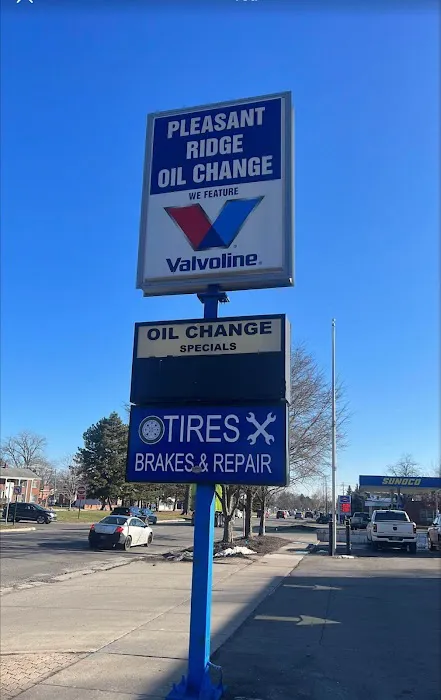 PLEASANT
RIDGE
OIL CHANGE
WE FEATURE
Valvoline
OIL CHANGE
SPECIALS
TIRES
BRAKES & REPAIR
SUNOCO